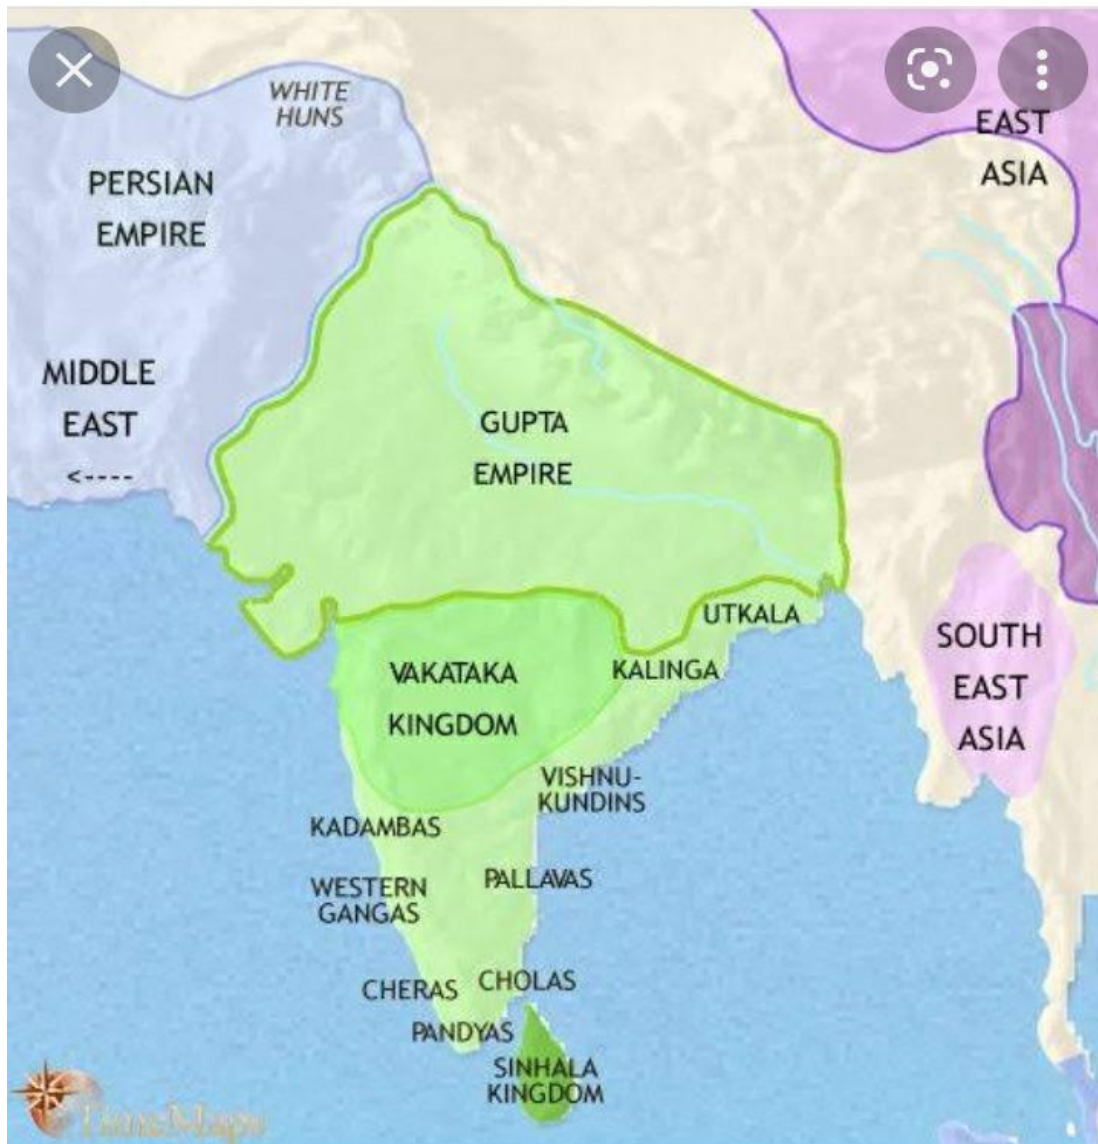 WHITE
HUNS
EAST
ASIA
PERSIAN
EMPIRE
MIDDLE
EAST
<----
GUPTA
EMPIRE
UTKALA
SOUTH
EAST
ASIA
KALINGA
VAKATAKA
KINGDOM
VISHNU-
KUNDINS
KADAMBAS
WESTERN
GANGAS
PALLAVAS
CHERAS
CHOLAS
PANDYAS
SINHALA
KINGDOM
TimeMaps